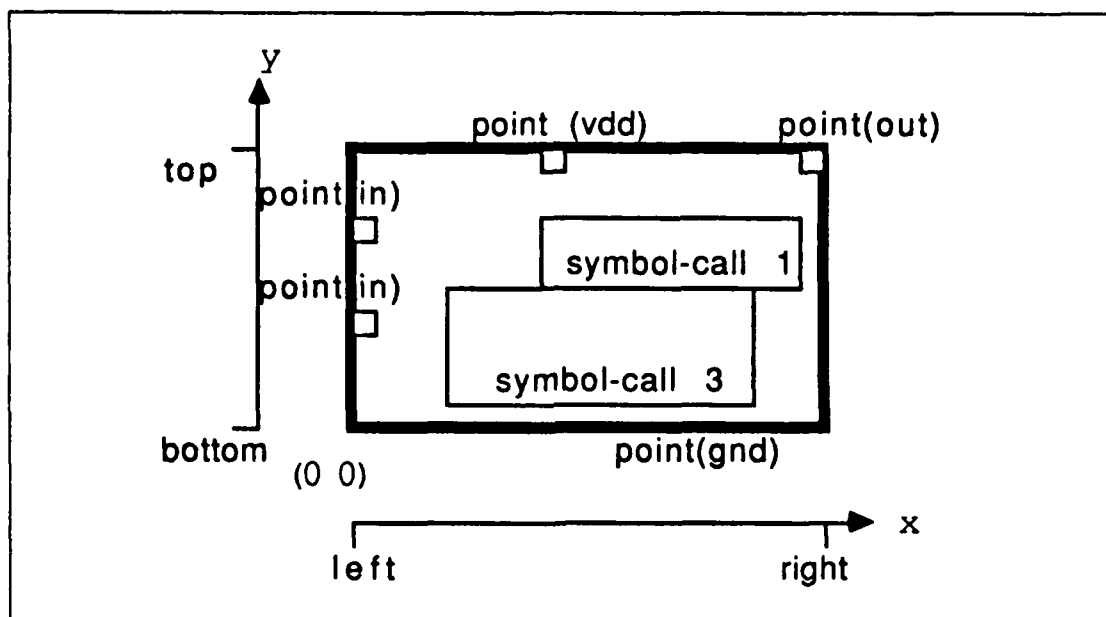 y
point (vdd) point(out)
top
point(in)
symbol-call 1
point(in)
symbol-call 3
bottom
point(gnd)
(0 0)
x
left
right